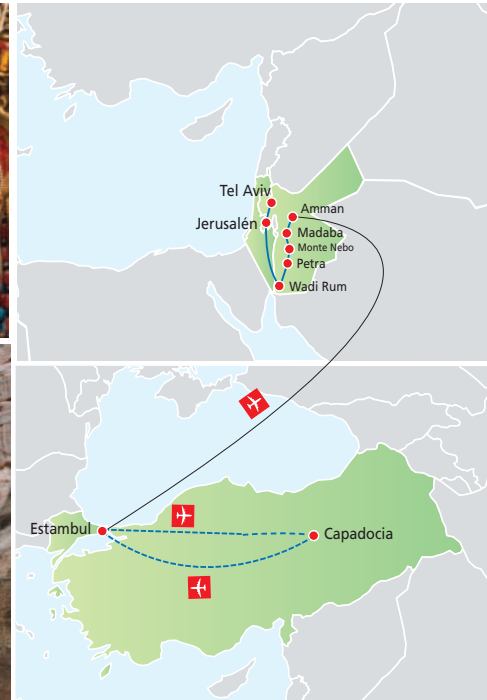 Tel Aviv
Amman
Jerusalén
Madaba
Monte Nebo
Petra
Wadi Rum
Estambul
Capadocia